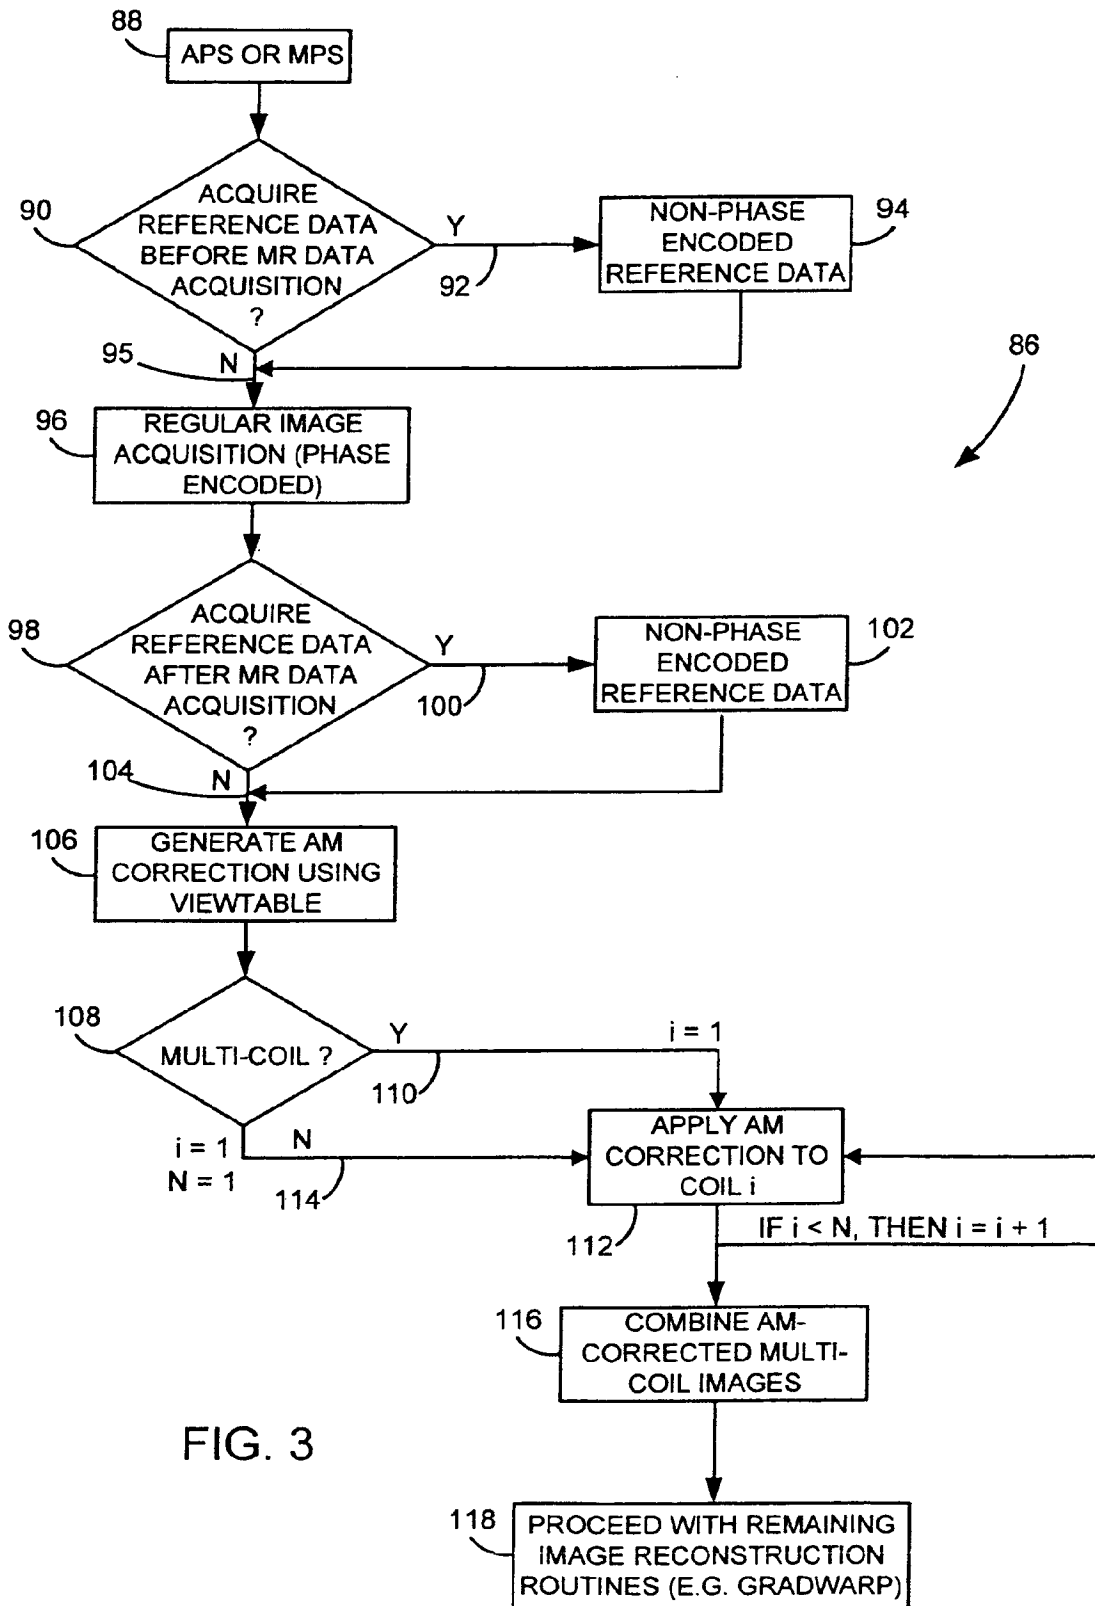 88
APS OR MPS
90
ACQUIRE
REFERENCE DATA
BEFORE MR DATA
ACQUISITION
?
Y
92
NON-PHASE
ENCODED
REFERENCE DATA
94
95
N
86
96
REGULAR IMAGE
ACQUISITION (PHASE
ENCODED)
98
ACQUIRE
REFERENCE DATA
AFTER MR DATA
ACQUISITION
?
Y
100
NON-PHASE
ENCODED
REFERENCE DATA
102
104
N
106
GENERATE AM
CORRECTION USING
VIEWTABLE
108
MULTI-COIL ?
Y
110
i = 1
i = 1
N = 1
N
114
APPLY AM
CORRECTION TO
COIL i
112
IF i < N, THEN i = i + 1
116
COMBINE AM-
CORRECTED MULTI-
COIL IMAGES
FIG. 3
118
PROCEED WITH REMAINING
IMAGE RECONSTRUCTION
ROUTINES (E.G. GRADWARP)